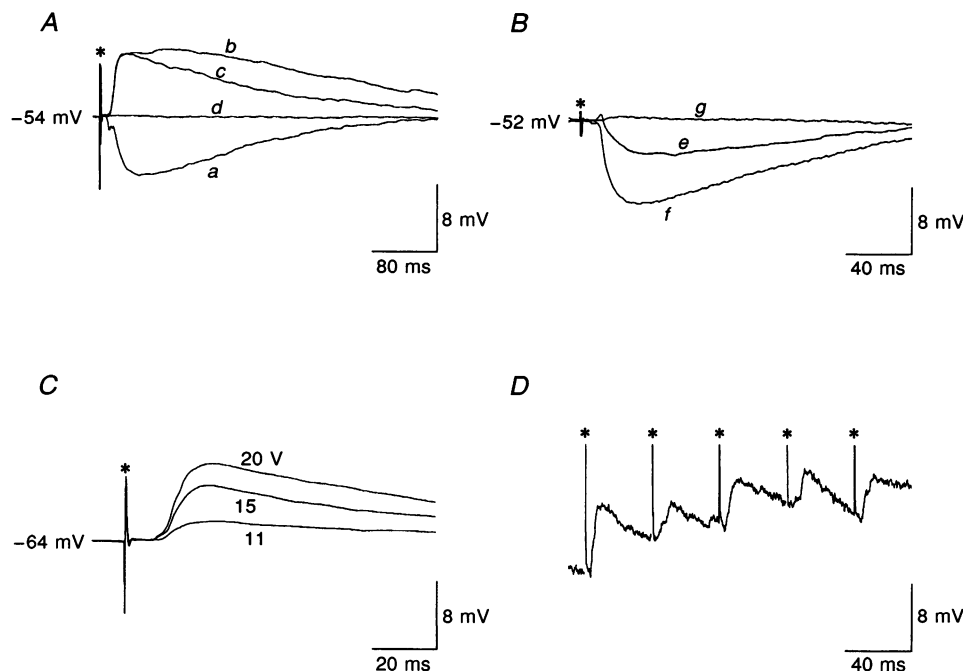 A
*
b
c
-54 mV
d
a
8 mV
80 ms
B
*
g
-52 mV
e
f
8 mV
40 ms
C
*
20 V
15
-64 mV
11
8 mV
20 ms
D
* * * * *
8 mV
40 ms